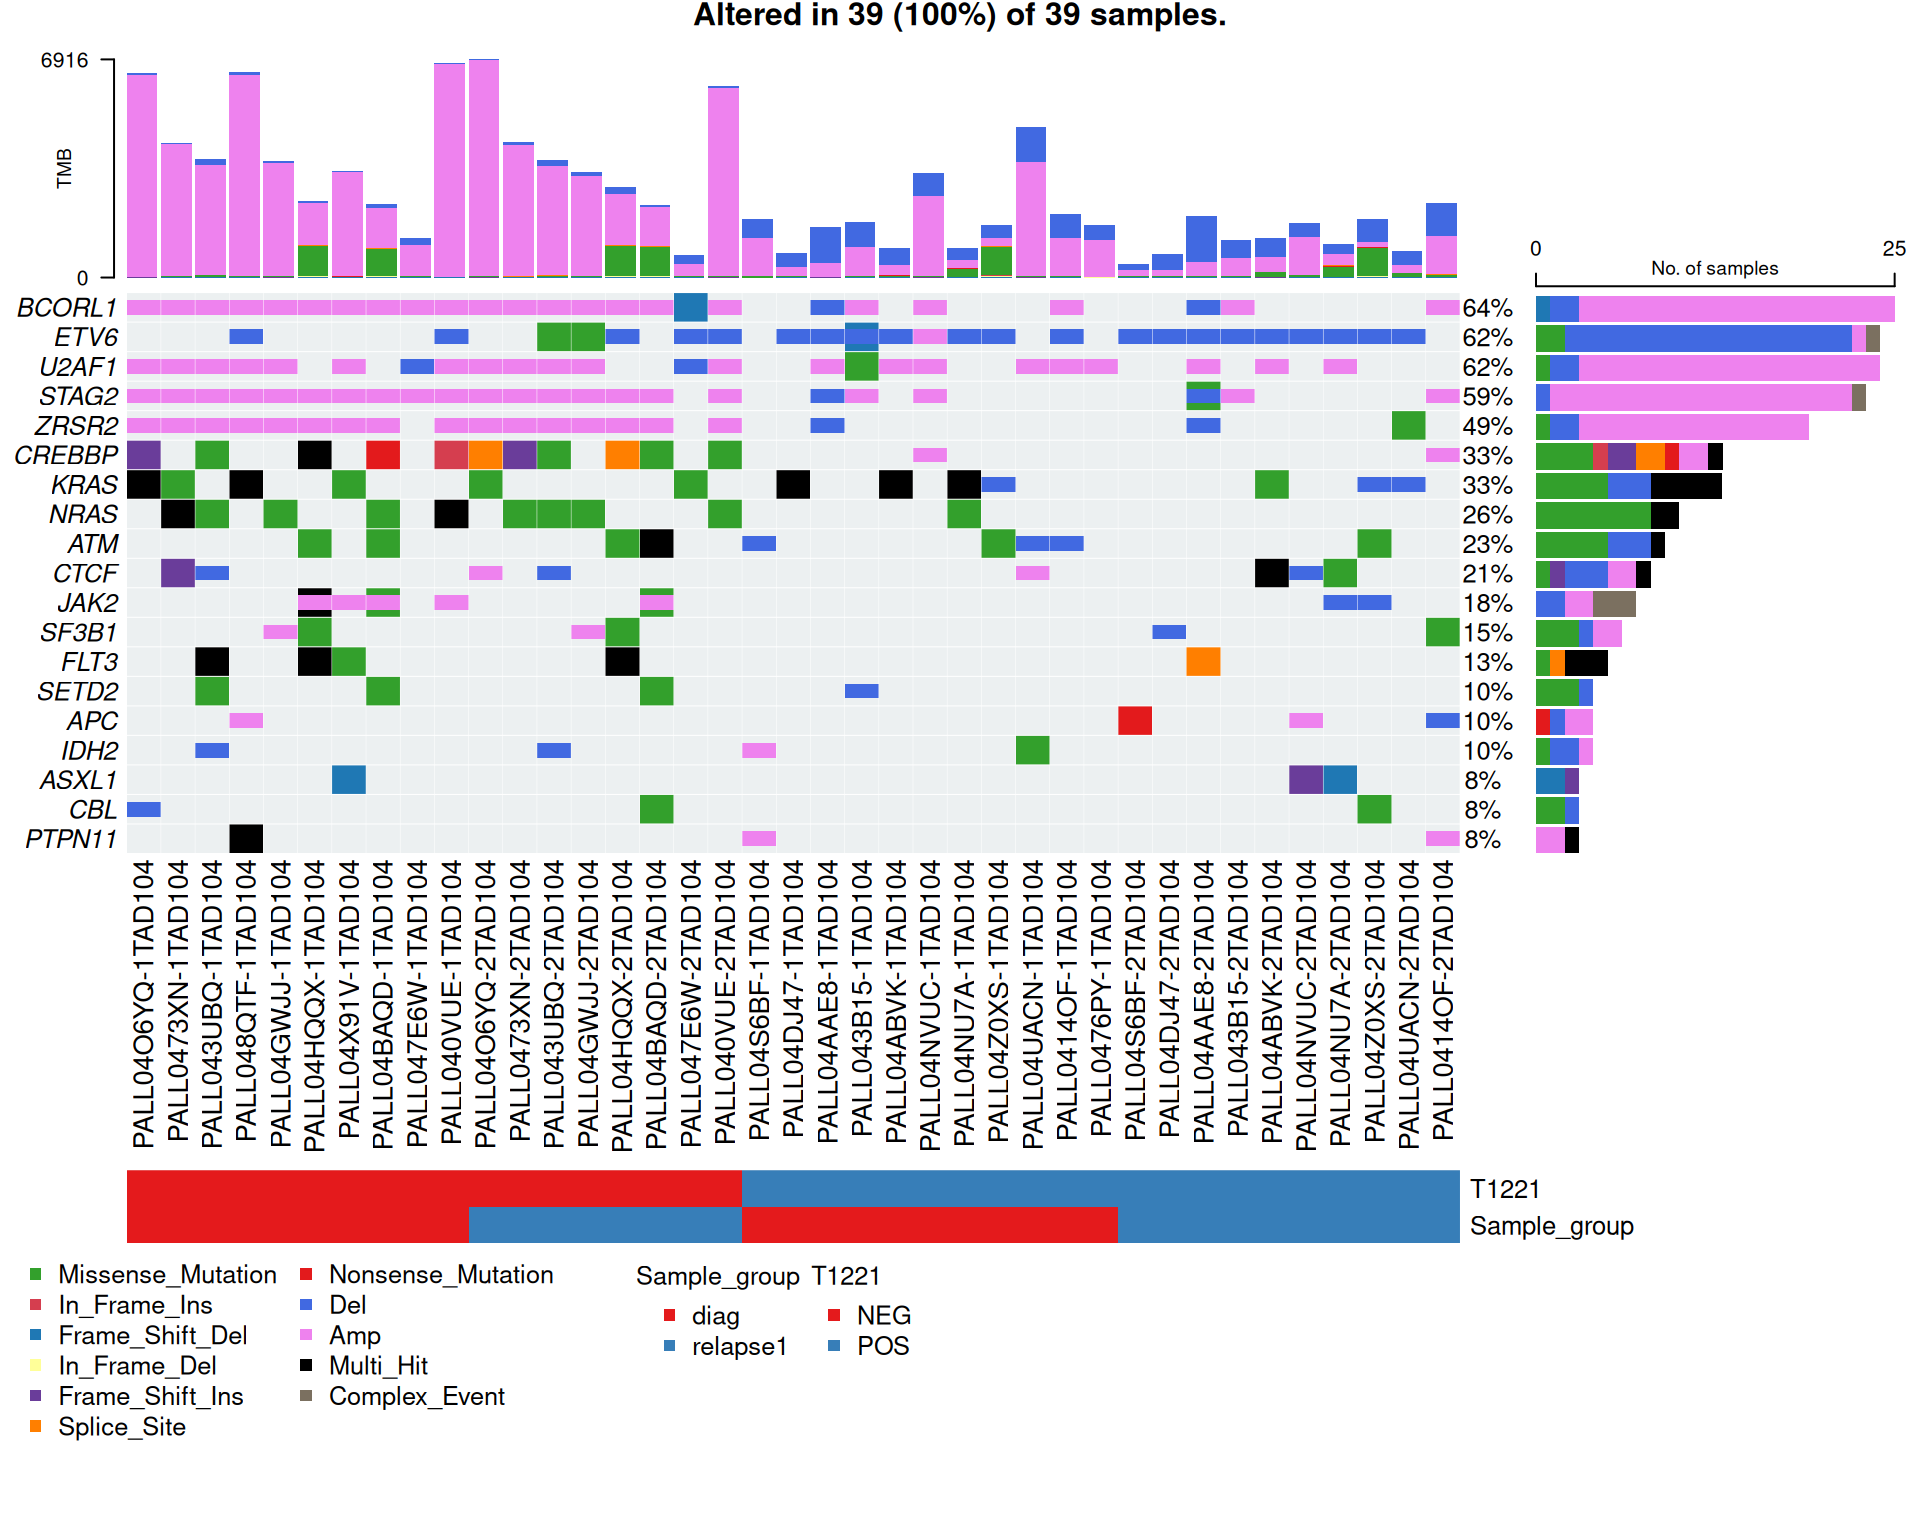 Altered in 39 (100%) of 39 samples.
6916
TMB
0
0
25
No. of samples
BCORL1 64%
ETV6 62%
U2AF1 62%
STAG2 59%
ZRSR2 49%
CREBBP 33%
KRAS 33%
NRAS 26%
ATM 23%
CTCF 21%
JAK2 18%
SF3B1 15%
FLT3 13%
SETD2 10%
APC 10%
IDH2 10%
ASXL1 8%
CBL 8%
PTPN11 8%
PALL04O6YQ-1TAD104
PALL0473XN-1TAD104
PALL043UBQ-1TAD104
PALL048QTF-1TAD104
PALL04GWJJ-1TAD104
PALL04HQQX-1TAD104
PALL04X91V-1TAD104
PALL04BAQD-1TAD104
PALL047E6W-1TAD104
PALL040VUE-1TAD104
PALL04O6YQ-2TAD104
PALL0473XN-2TAD104
PALL043UBQ-2TAD104
PALL04GWJJ-2TAD104
PALL04HQQX-2TAD104
PALL04BAQD-2TAD104
PALL047E6W-2TAD104
PALL040VUE-2TAD104
PALL04S6BF-1TAD104
PALL04DJ47-1TAD104
PALL04AAE8-1TAD104
PALL043B15-1TAD104
PALL04ABVK-1TAD104
PALL04NVUC-1TAD104
PALL04NU7A-1TAD104
PALL04Z0XS-1TAD104
PALL04UACN-1TAD104
PALL0414OF-1TAD104
PALL0476PY-1TAD104
PALL04S6BF-2TAD104
PALL04DJ47-2TAD104
PALL04AAE8-2TAD104
PALL043B15-2TAD104
PALL04ABVK-2TAD104
PALL04NVUC-2TAD104
PALL04NU7A-2TAD104
PALL04Z0XS-2TAD104
PALL04UACN-2TAD104
PALL0414OF-2TAD104
T1221
Sample_group
Missense_Mutation
In_Frame_Ins
Frame_Shift_Del
In_Frame_Del
Frame_Shift_Ins
Splice_Site
Nonsense_Mutation
Del
Amp
Multi_Hit
Complex_Event
Sample_group
diag
relapse1
T1221
NEG
POS